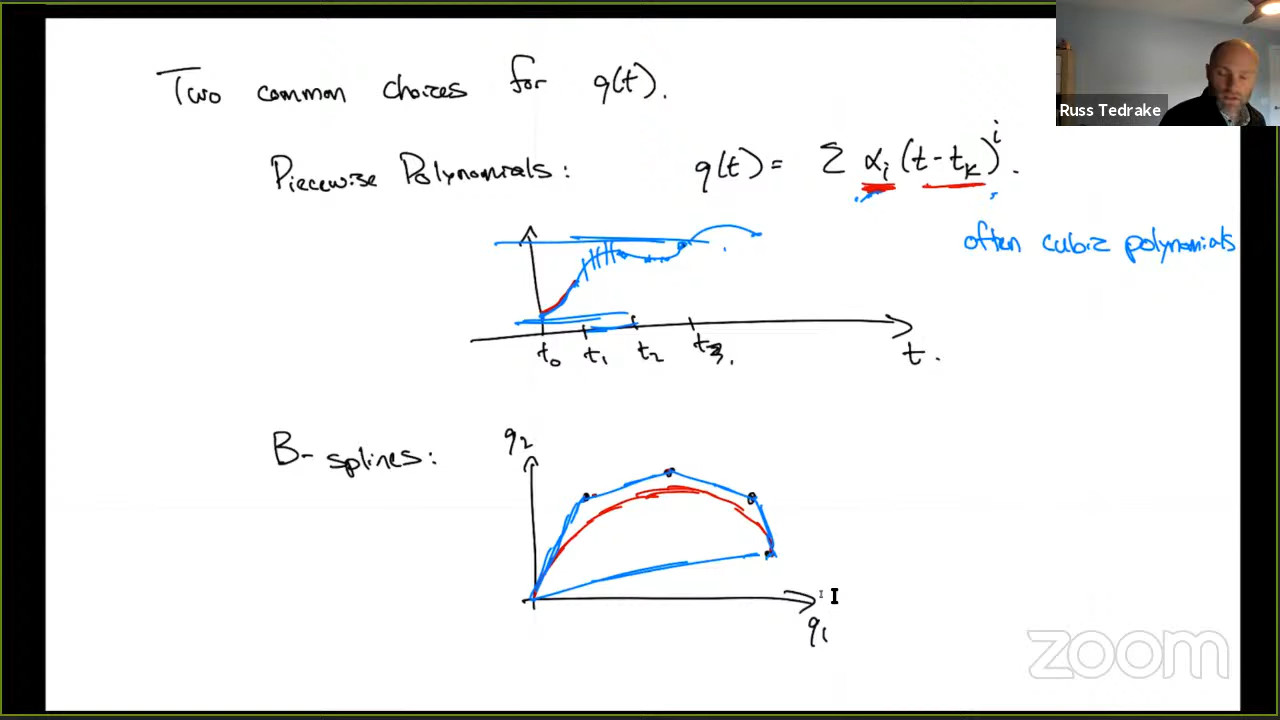 Two common choices for q(t).
Russ Tedrake
Piecewise Polynomials: q(t) = Σ αᵢ (t - tₖ)ⁱ.
often cubic polynomials
t₀ t₁ t₂ t₃. t.
B-splines: q₂
q₁
zoom